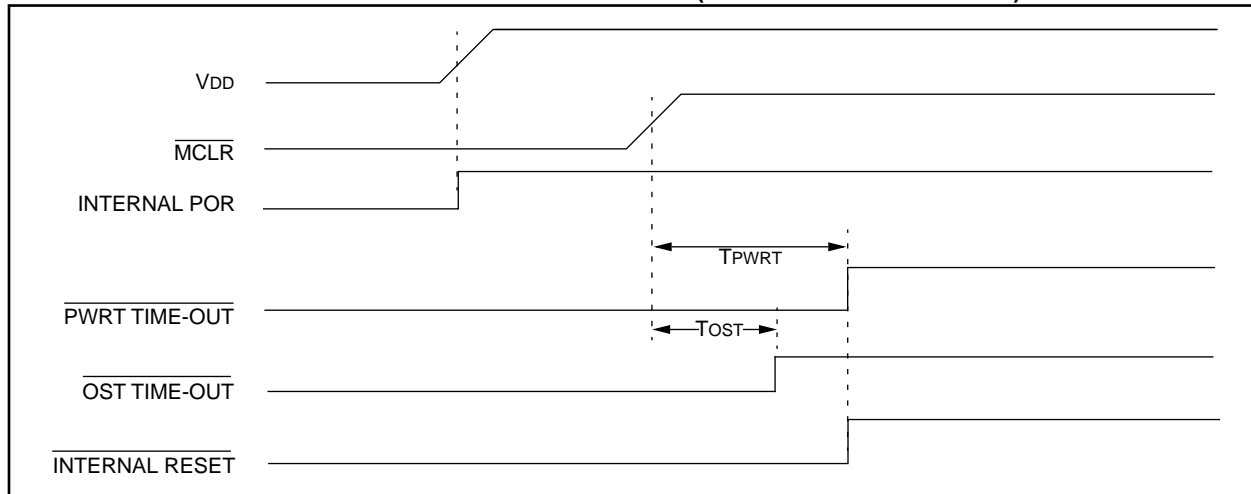 VDD
MCLR
INTERNAL POR
TPWRT
PWRT TIME-OUT
TOST
OST TIME-OUT
INTERNAL RESET